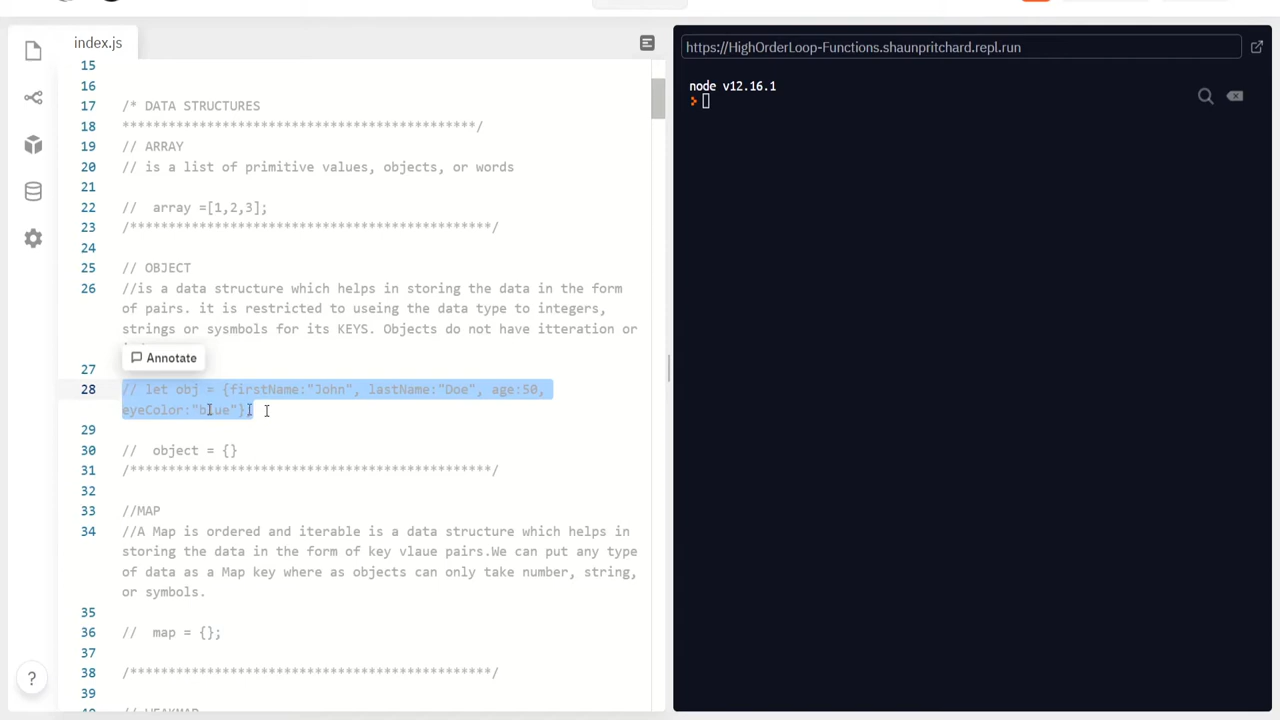 index.js
https://HighOrderLoop-Functions.shaunpritchard.repl.run
node v12.16.1
15
16
17 /* DATA STRUCTURES
18 **********************************************/
19 // ARRAY
20 // is a list of primitive values, objects, or words
21
22 //  array =[1,2,3];
23 /***********************************************/
24
25 // OBJECT
26 //is a data structure which helps in storing the data in the form
of pairs. it is restricted to useing the data type to integers,
strings or sysmbols for its KEYS. Objects do not have itteration or
Annotate
27
28 // let obj = {firstName:"John", lastName:"Doe", age:50,
eyeColor:"blue"};
29
30 //  object = {}
31 /***********************************************/
32
33 //MAP
34 //A Map is ordered and iterable is a data structure which helps in
storing the data in the form of key vlaue pairs.We can put any type
of data as a Map key where as objects can only take number, string,
or symbols.
35
36 //  map = {};
37
38 /***********************************************/
39
?